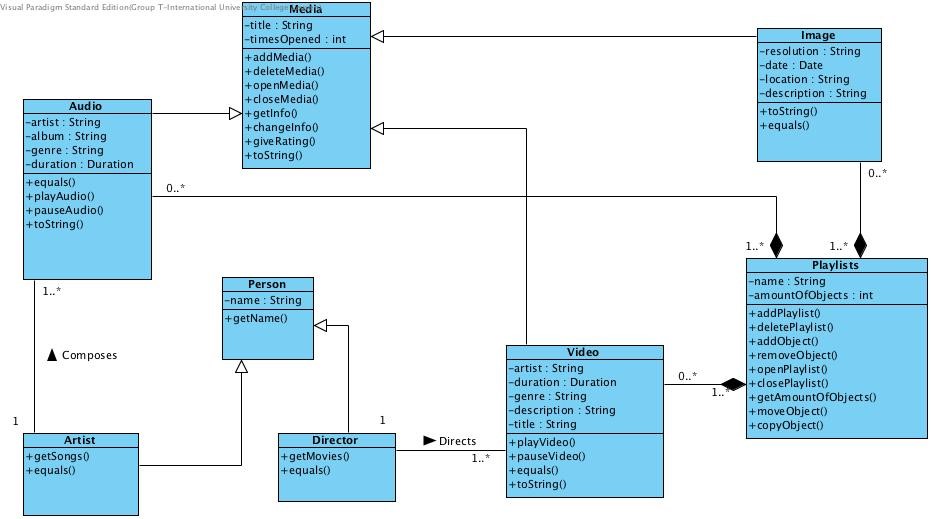 Visual Paradigm Standard Edition(Group T-International University College
Media
-title : String
-timesOpened : int
+addMedia()
+deleteMedia()
+openMedia()
+closeMedia()
+getInfo()
+changeInfo()
+giveRating()
+toString()
Image
-resolution : String
-date : Date
-location : String
-description : String
+toString()
+equals()
Audio
-artist : String
-album : String
-genre : String
-duration : Duration
+equals()
+playAudio()
+pauseAudio()
+toString()
0..*
0..*
1..*
1..*
Playlists
-name : String
-amountOfObjects : int
+addPlaylist()
+deletePlaylist()
+addObject()
+removeObject()
+openPlaylist()
+closePlaylist()
+getAmountOfObjects()
+moveObject()
+copyObject()
1..*
Composes
1
Person
-name : String
+getName()
Video
-artist : String
-duration : Duration
-genre : String
-description : String
-title : String
+playVideo()
+pauseVideo()
+equals()
+toString()
0..*
1..*
Artist
+getSongs()
+equals()
1
Director
+getMovies()
+equals()
Directs
1..*